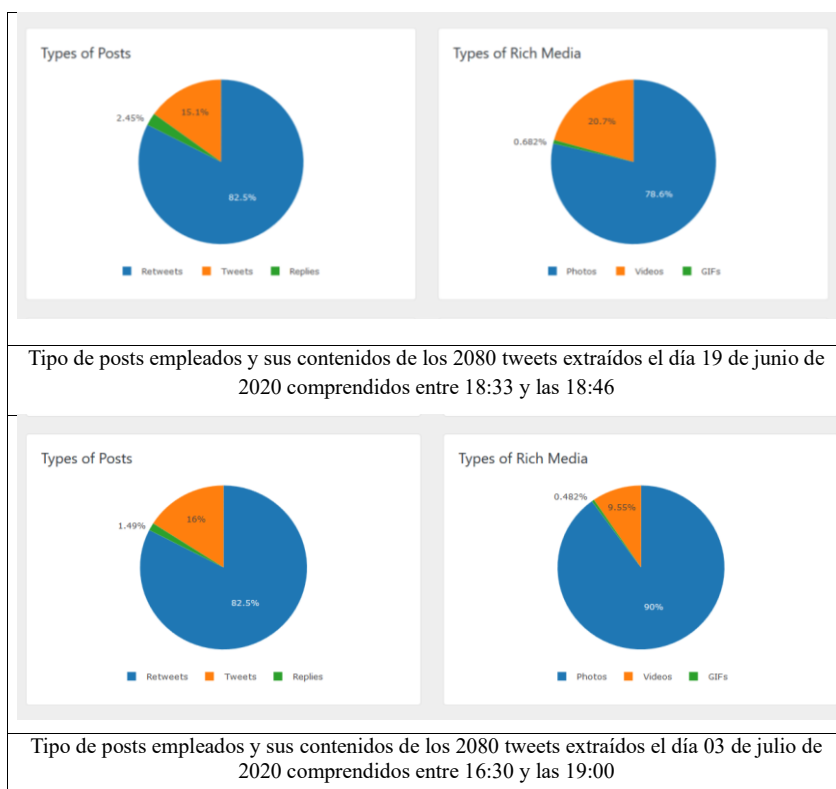 Types of Posts
2.45%
15.1%
82.5%
Retweets Tweets Replies
Types of Rich Media
0.682%
20.7%
78.6%
Photos Videos GIFs
Tipo de posts empleados y sus contenidos de los 2080 tweets extraídos el día 19 de junio de
2020 comprendidos entre 18:33 y las 18:46
Types of Posts
1.49%
16%
82.5%
Retweets Tweets Replies
Types of Rich Media
0.482%
9.55%
90%
Photos Videos GIFs
Tipo de posts empleados y sus contenidos de los 2080 tweets extraídos el día 03 de julio de
2020 comprendidos entre 16:30 y las 19:00